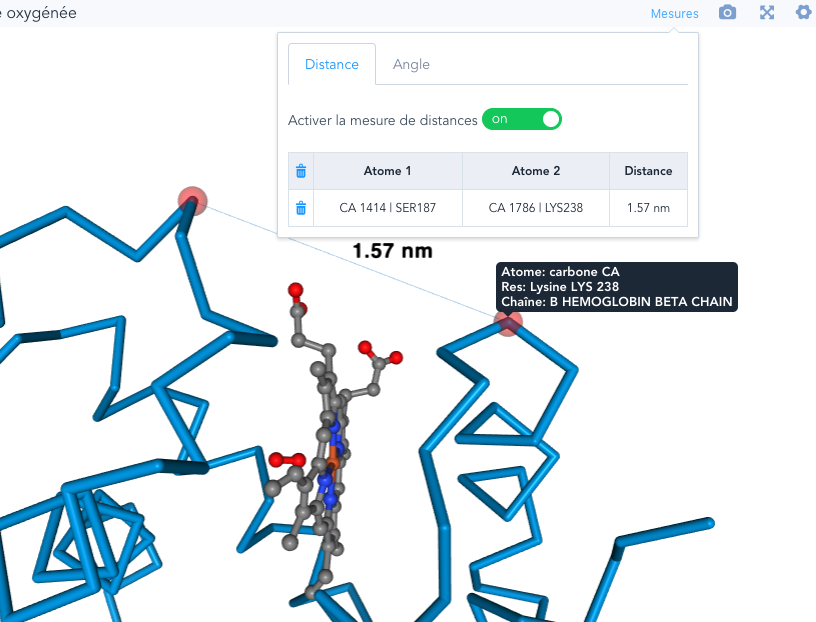 e oxygénée
Mesures
Distance
Angle
Activer la mesure de distances on
Atome 1 Atome 2 Distance
CA 1414 | SER187 CA 1786 | LYS238 1.57 nm
1.57 nm
Atome: carbone CA
Res: Lysine LYS 238
Chaîne: B HEMOGLOBIN BETA CHAIN